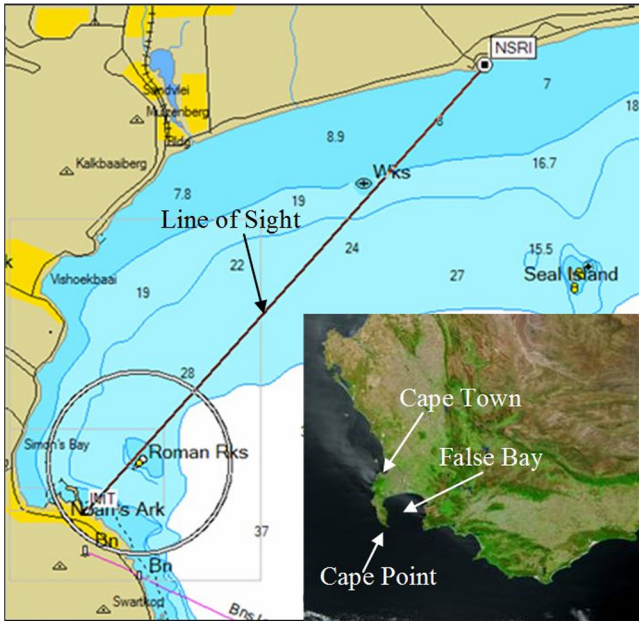 NSRI
Sandvlei
Muizenberg
Bldg
7
8
8.9
18
Kalkbaaiberg
Wks
16.7
7.8
19
Line of Sight
24
15.5
22
27
Seal Island
k
Vishoekbaai
19
28
Cape Town
Simon's Bay
Roman Rks
False Bay
IMT
Noah's Ark
37
Bn
Bn
Cape Point
Swartkop
Bns